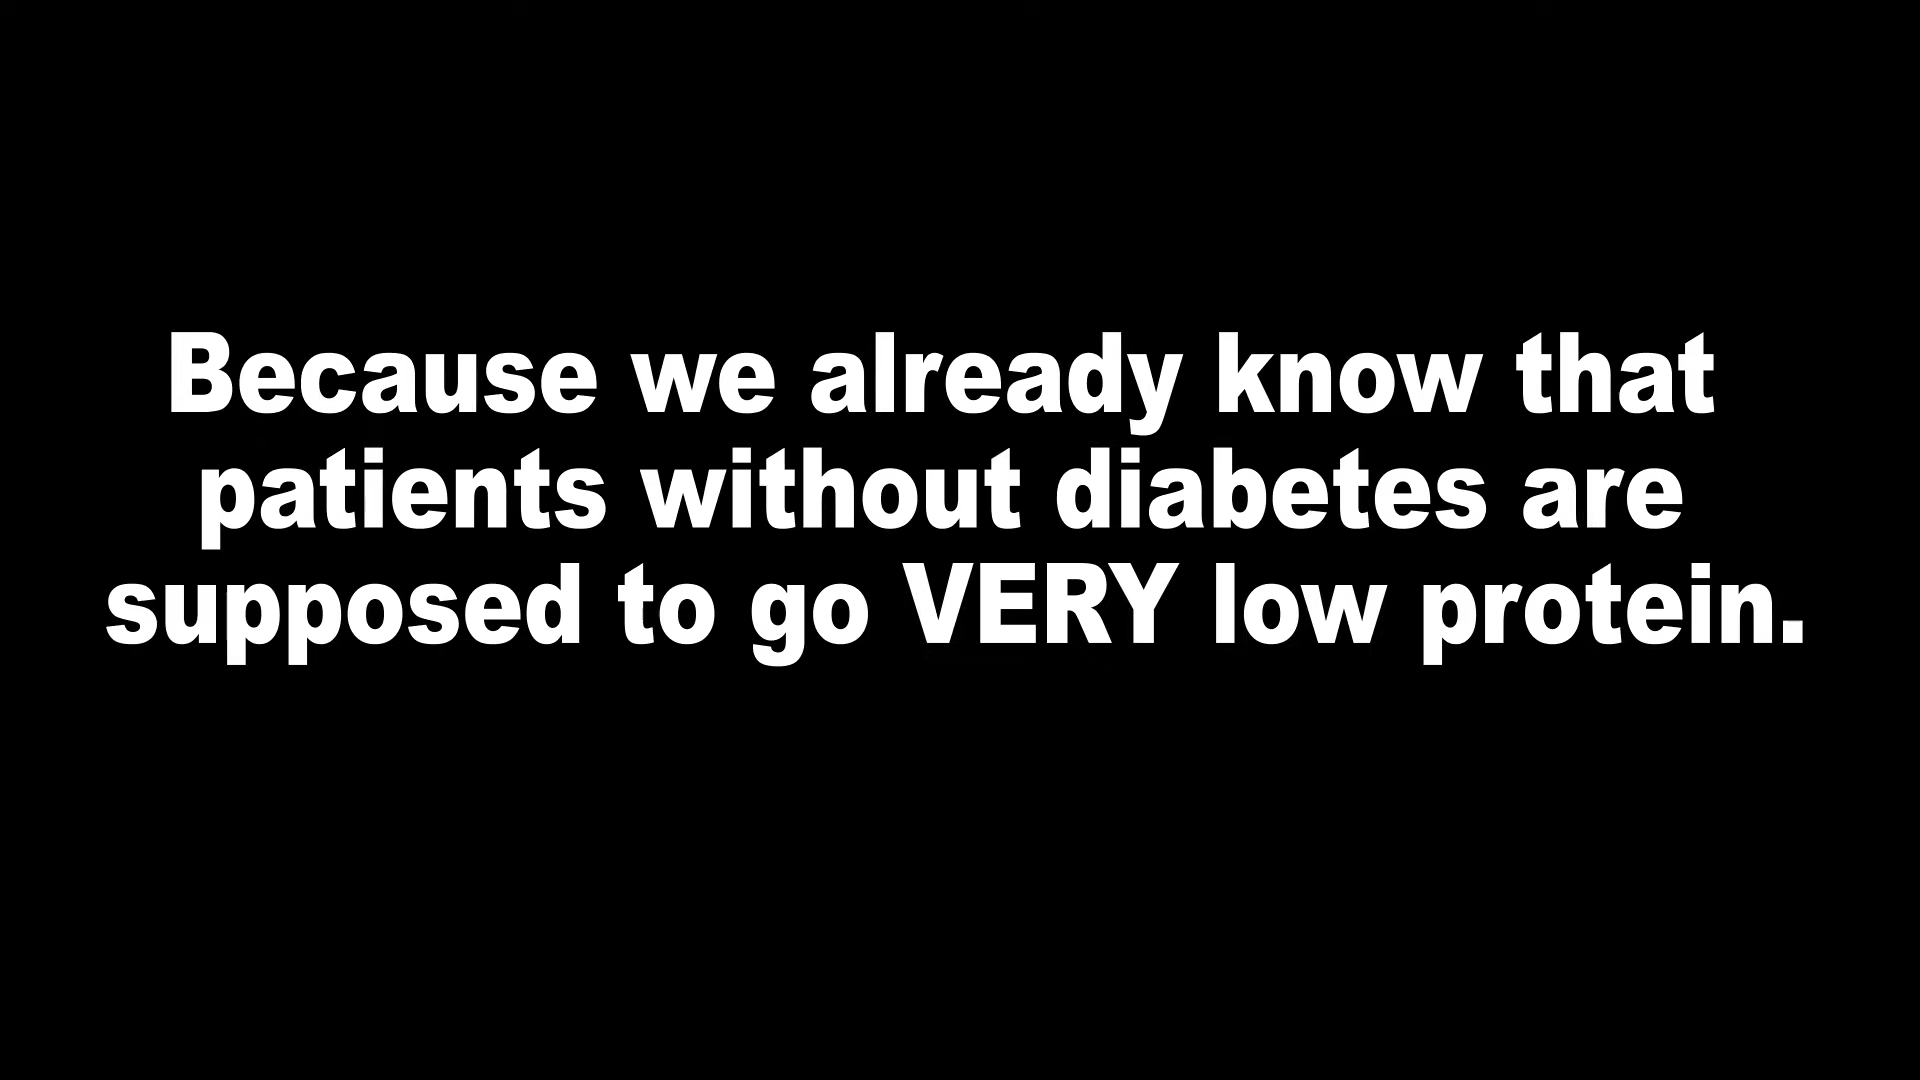 Because we already know that
patients without diabetes are
supposed to go VERY low protein.